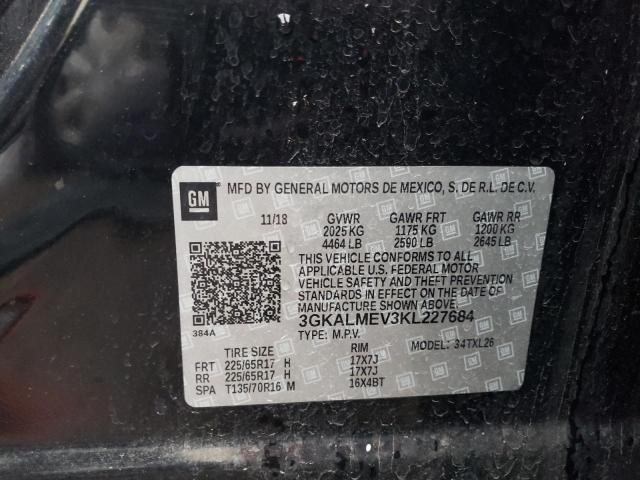 GM MFD BY GENERAL MOTORS DE MEXICO, S. DE R.L. DE C.V.
11/18 GVWR GAWR FRT GAWR RR
2025 KG 1175 KG 1200 KG
4464 LB 2590 LB 2645 LB
THIS VEHICLE CONFORMS TO ALL
APPLICABLE U.S. FEDERAL MOTOR
VEHICLE SAFETY AND THEFT PREVENTION
STANDARDS IN EFFECT ON THE DATE OF
MANUFACTURE SHOWN ABOVE.
3GKALMEV3KL227684
384A TYPE: M.P.V. MODEL: 34TXL26
TIRE SIZE RIM
FRT 225/65R17 H 17X7J
RR 225/65R17 H 17X7J
SPA T135/70R16 M 16X4BT